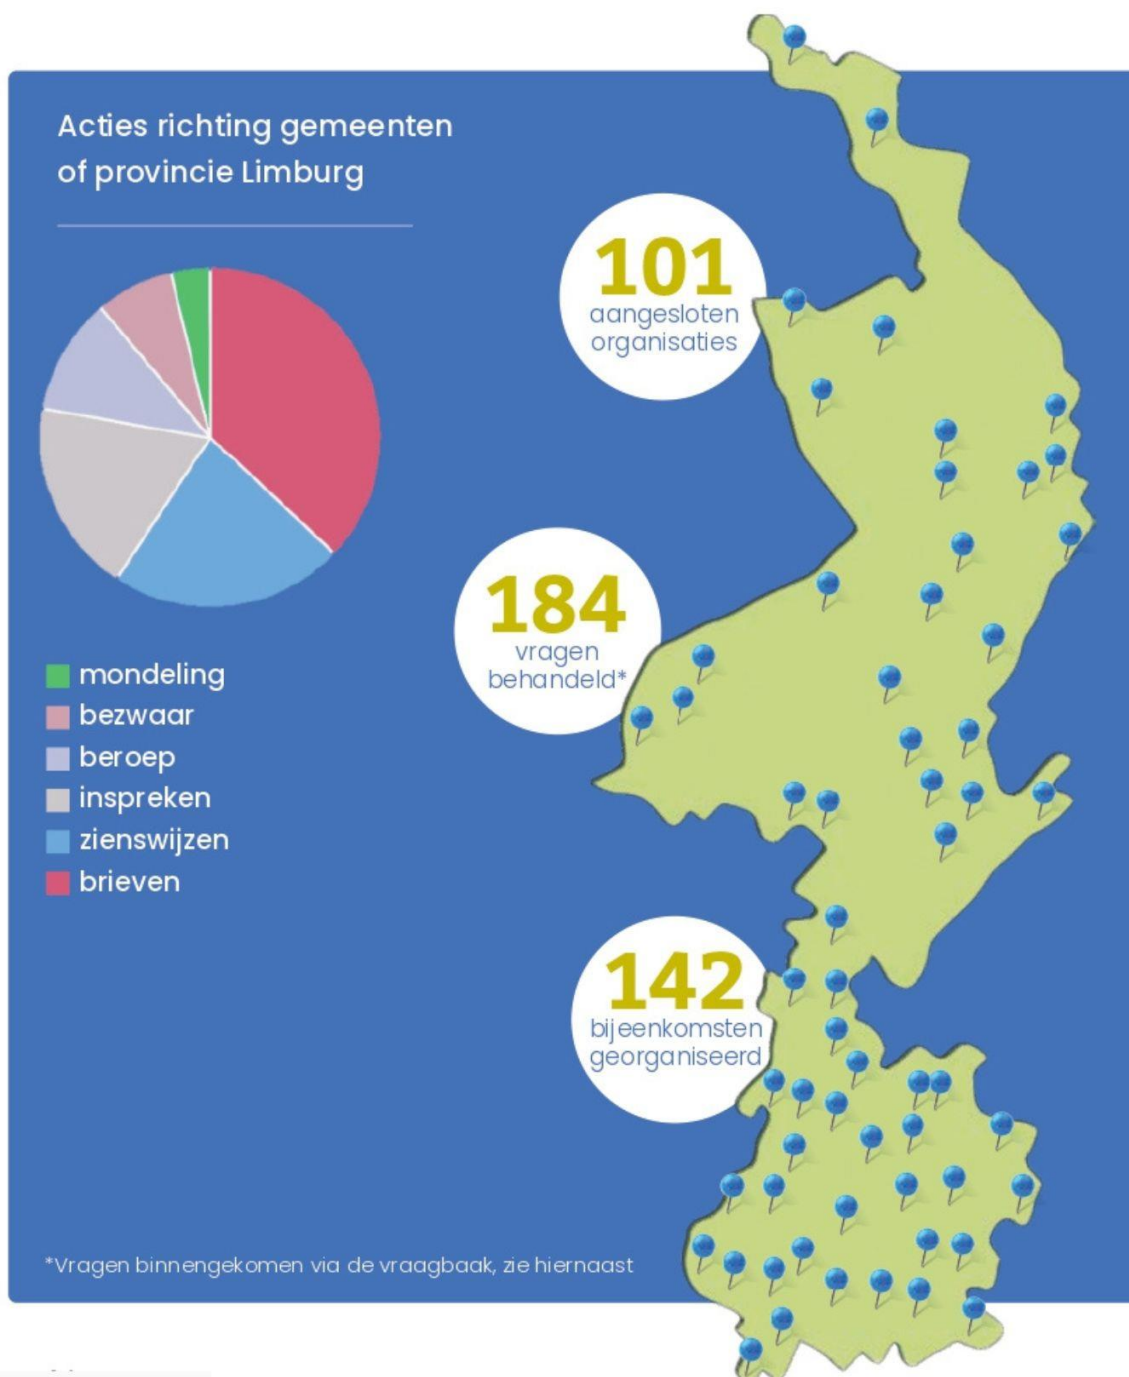 Acties richting gemeenten
of provincie Limburg
101
aangesloten
organisaties
184
vragen
behandeld*
mondeling
bezwaar
beroep
inspreken
zienswijzen
brieven
142
bijeenkomsten
georganiseerd
*Vragen binnengekomen via de vraagbaak, zie hiernaast